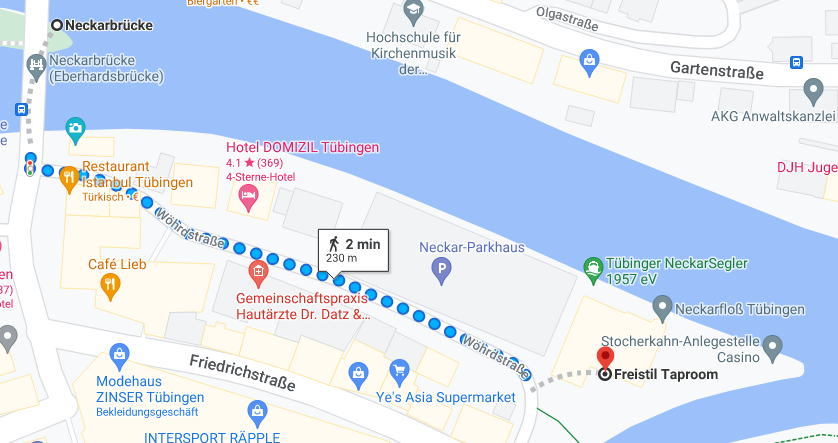 Biergarten • €€
Neckarbrücke
Olgastraße
Hochschule für
Kirchenmusik
der...
Neckarbrücke
(Eberhardsbrücke)
Gartenstraße
AKG Anwaltskanzlei
e
e
Hotel DOMIZIL Tübingen
4.1 ★ (369)
4-Sterne-Hotel
DJH Juge
Restaurant
Istanbul Tübingen
Türkisch • €
Wöhrdstraße
2 min
230 m
Neckar-Parkhaus
P
Tübinger NeckarSegler
1957 eV
Café Lieb
en
37)
otel
Gemeinschaftspraxis
Hautärzte Dr. Datz &...
Neckarfloß Tübingen
Wöhrdstraße
Stocherkahn-Anlegestelle
Casino
Friedrichstraße
Freistil Taproom
Modehaus
ZINSER Tübingen
Bekleidungsgeschäft
Ye's Asia Supermarket
INTERSPORT RÄPPLE